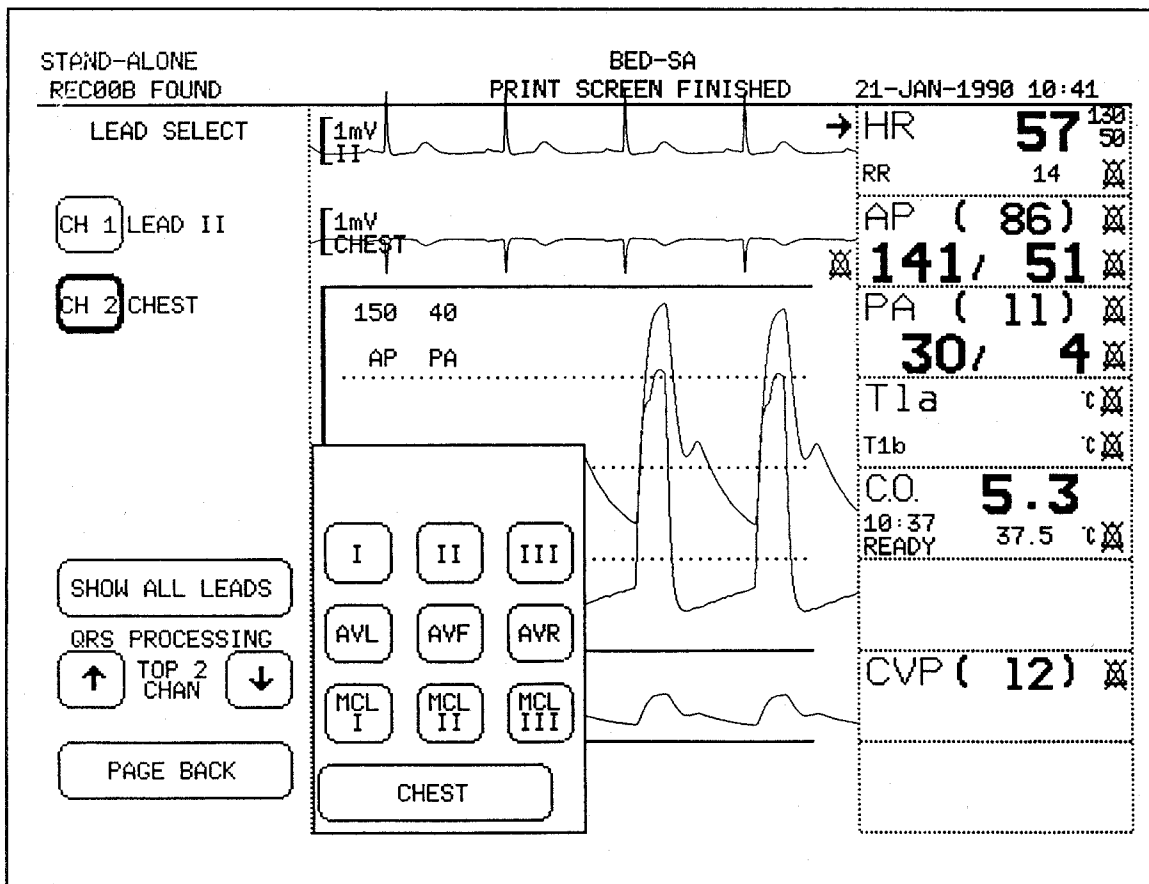 STAND-ALONE
BED-SA
REC00B FOUND
PRINT SCREEN FINISHED
21-JAN-1990 10:41
LEAD SELECT
CH 1 LEAD II
CH 2 CHEST
SHOW ALL LEADS
QRS PROCESSING
↑ TOP 2 CHAN ↓
PAGE BACK
1mV
II
1mV
CHEST
150 40
AP PA
I II III
AVL AVF AVR
MCL I MCL II MCL III
CHEST
→ HR 57 130
50
RR 14
AP ( 86)
141/ 51
PA ( 11)
30/ 4
T1a °C
T1b °C
C.O. 5.3
10:37
READY 37.5 °C
CVP ( 12)